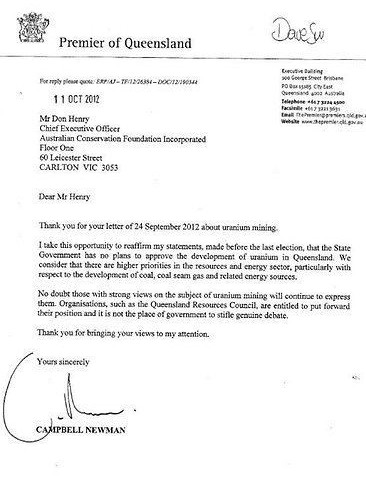 Premier of Queensland
For reply please quote: ERP/AJ – TF/12/26384 – DOC/12/190344
11 OCT 2012
Executive Building
100 George Street Brisbane
PO Box 15185 City East
Queensland 4002 Australia
Telephone +61 7 3224 4500
Facsimile +61 7 3221 3631
Email ThePremier@premiers.qld.gov.au
Website www.thepremier.qld.gov.au
Mr Don Henry
Chief Executive Officer
Australian Conservation Foundation Incorporated
Floor One
60 Leicester Street
CARLTON VIC 3053
Dear Mr Henry
Thank you for your letter of 24 September 2012 about uranium mining.
I take this opportunity to reaffirm my statements, made before the last election, that the State
Government has no plans to approve the development of uranium in Queensland. We
consider that there are higher priorities in the resources and energy sector, particularly with
respect to the development of coal, coal seam gas and related energy sources.
No doubt those with strong views on the subject of uranium mining will continue to express
them. Organisations, such as the Queensland Resources Council, are entitled to put forward
their position and it is not the place of government to stifle genuine debate.
Thank you for bringing your views to my attention.
Yours sincerely
CAMPBELL NEWMAN